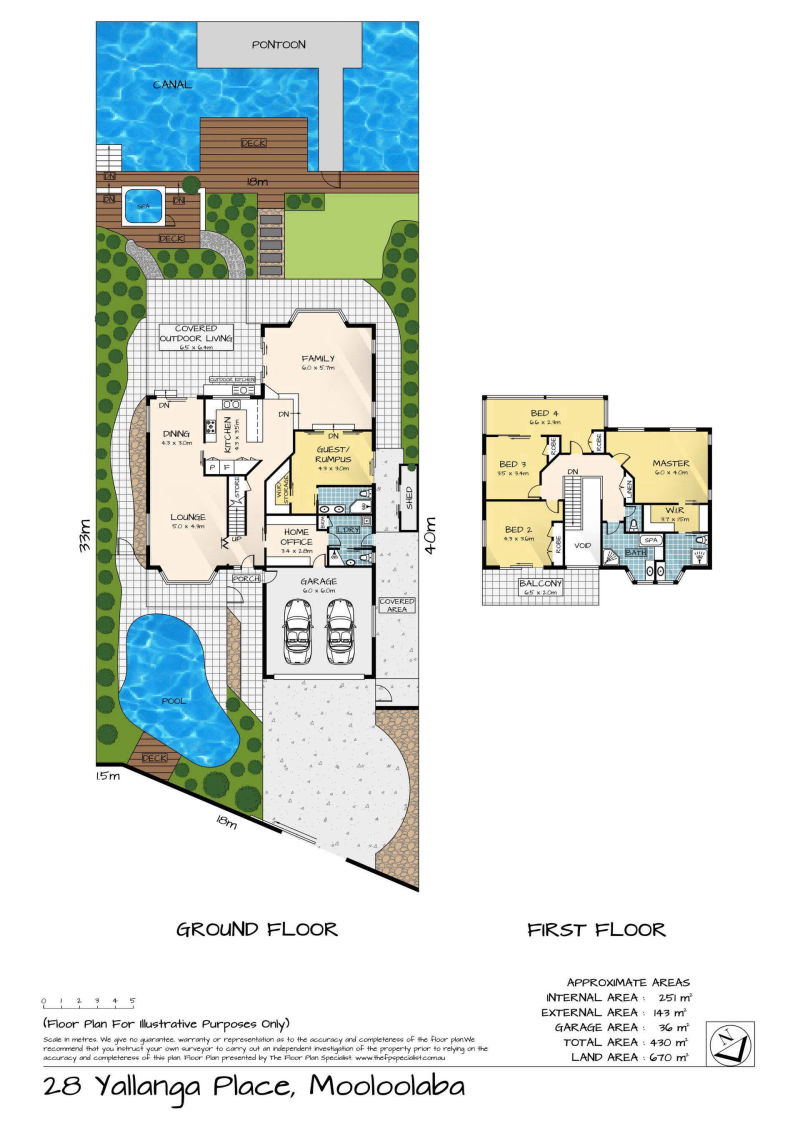 PONTOON
CANAL
DECK
18m
DN
DN
DN
SPA
DECK
COVERED
OUTDOOR LIVING
6.5 x 6.4m
FAMILY
6.0 x 5.7m
OUTDOOR KITCHEN
DN
DN
DINING
4.3 x 3.0m
KITCHEN
4.3 x 3.5m
P F
DN
GUEST/
RUMPUS
4.3 x 3.0m
W.I.R/
STORAGE
STORE
SHED
LOUNGE
5.0 x 4.9m
UP
HOME
OFFICE
3.4 x 2.8m
L'DRY
33m
40m
PORCH
GARAGE
6.0 x 6.0m
COVERED
AREA
POOL
DECK
1.5m
18m
BED 4
6.6 x 2.9m
ROBE
ROBE
BED 3
3.5 x 3.4m
DN
MASTER
6.0 x 4.0m
LINEN
W.I.R
3.7 x 1.5m
BED 2
4.3 x 3.6m
ROBE
VOID
BATH
SPA
BALCONY
6.5 x 2.0m
GROUND FLOOR
FIRST FLOOR
APPROXIMATE AREAS
INTERNAL AREA : 251 m²
EXTERNAL AREA : 143 m²
GARAGE AREA : 36 m²
TOTAL AREA : 430 m²
LAND AREA : 670 m²
N
0 1 2 3 4 5
(Floor Plan For Illustrative Purposes Only)
Scale in metres. We give no guarantee, warranty or representation as to the accuracy and completeness of the floor plan.We
recommend that you instruct your own surveyor to carry out an independent investigation of the property prior to relying on the
accuracy and completeness of this plan. Floor Plan presented by The Floor Plan Specialist. www.thefpspecialist.com.au
28 Yallanga Place, Mooloolaba